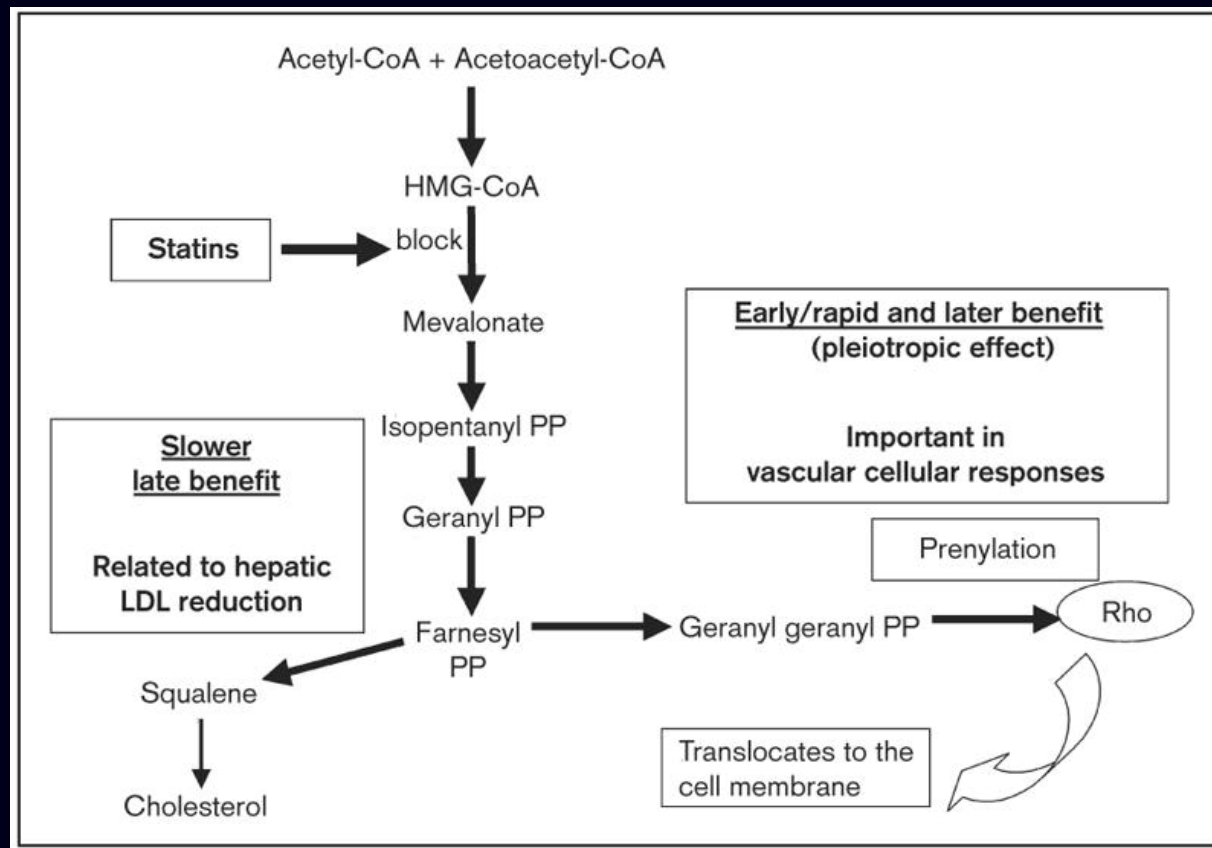 Acetyl-CoA + Acetoacetyl-CoA
HMG-CoA
Statins
block
Mevalonate
Early/rapid and later benefit
(pleiotropic effect)
Important in
vascular cellular responses
Isopentanyl PP
Slower
late benefit
Related to hepatic
LDL reduction
Geranyl PP
Prenylation
Farnesyl
PP
Geranyl geranyl PP
Rho
Squalene
Translocates to the
cell membrane
Cholesterol